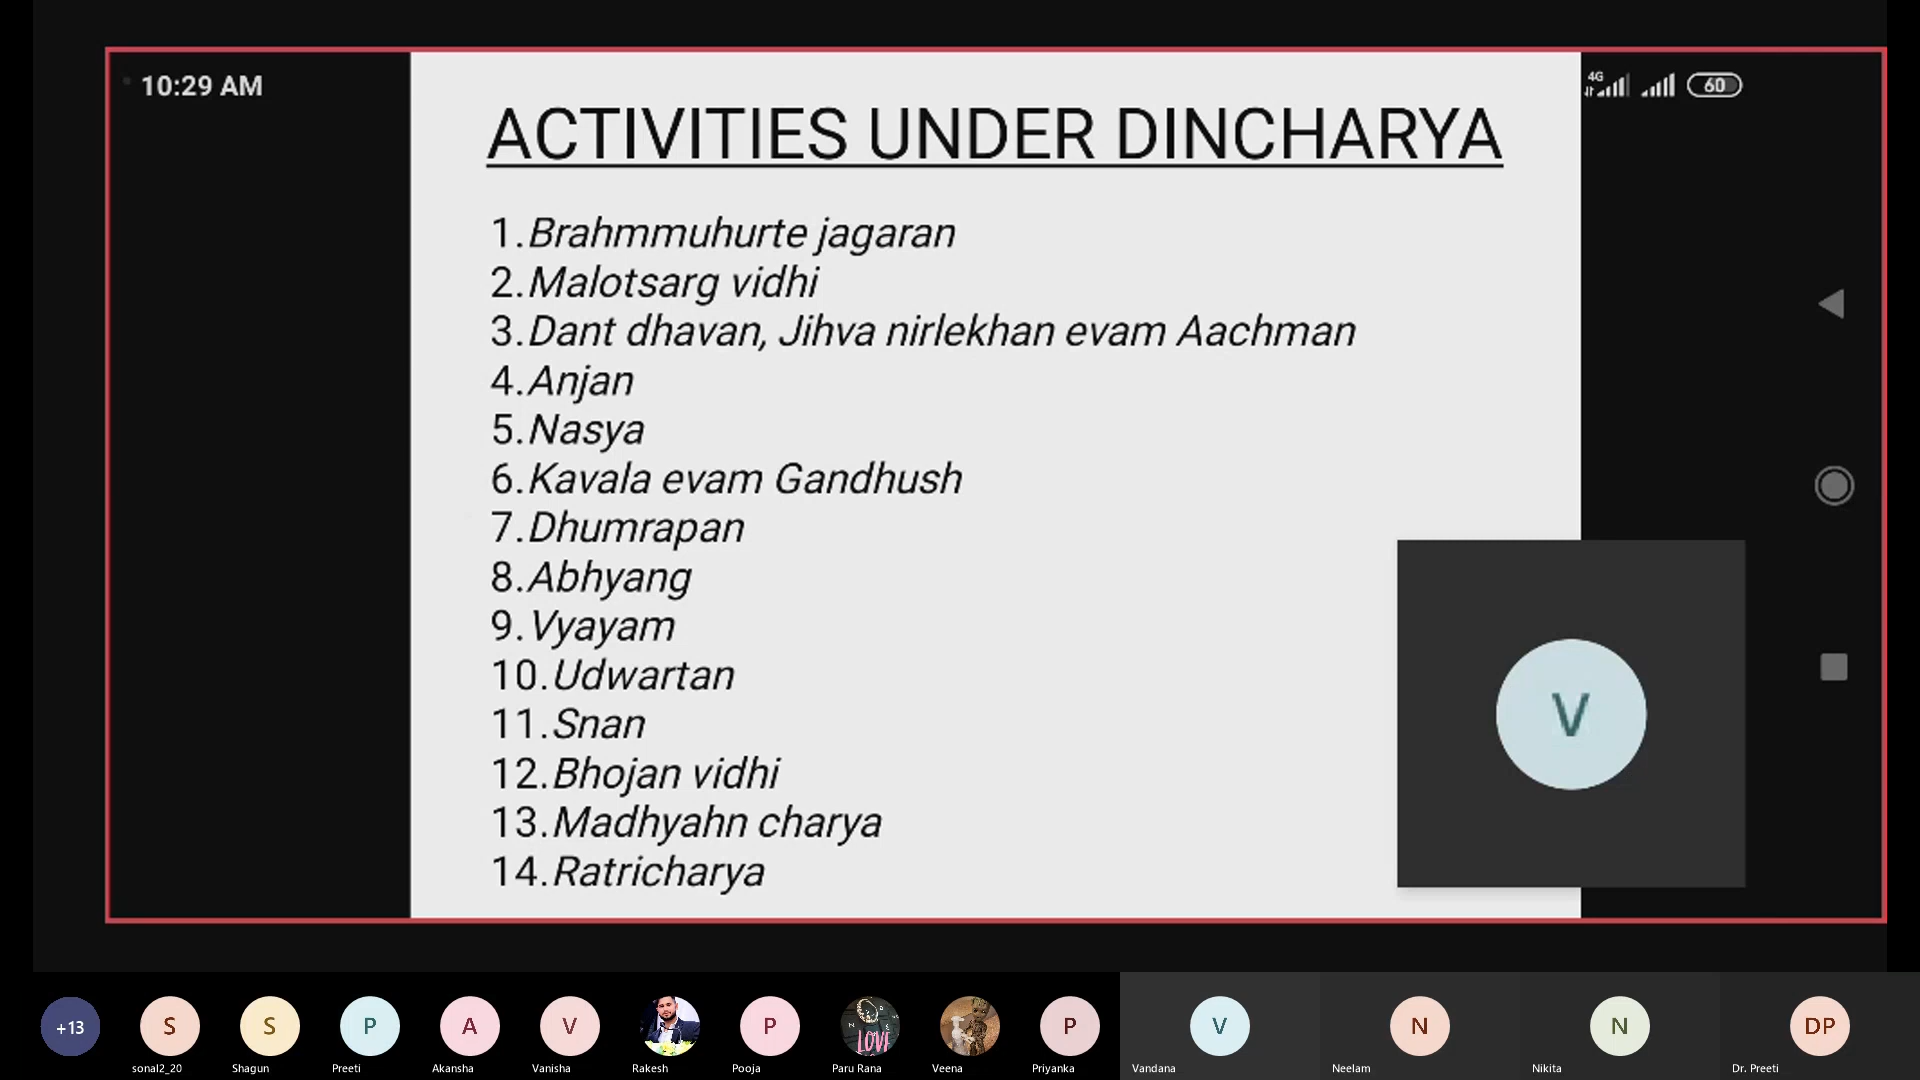 10:29 AM
4G
60
ACTIVITIES UNDER DINCHARYA
1.Brahmmuhurte jagaran
2.Malotsarg vidhi
3.Dant dhavan, Jihva nirlekhan evam Aachman
4.Anjan
5.Nasya
6.Kavala evam Gandhush
7.Dhumrapan
8.Abhyang
9.Vyayam
10.Udwartan
11.Snan
12.Bhojan vidhi
13.Madhyahn charya
14.Ratricharya
V
+13
S
S
P
A
V
P
LOVE
P
V
N
N
DP
sonal2_20
Shagun
Preeti
Akansha
Vanisha
Rakesh
Pooja
Paru Rana
Veena
Priyanka
Vandana
Neelam
Nikita
Dr. Preeti